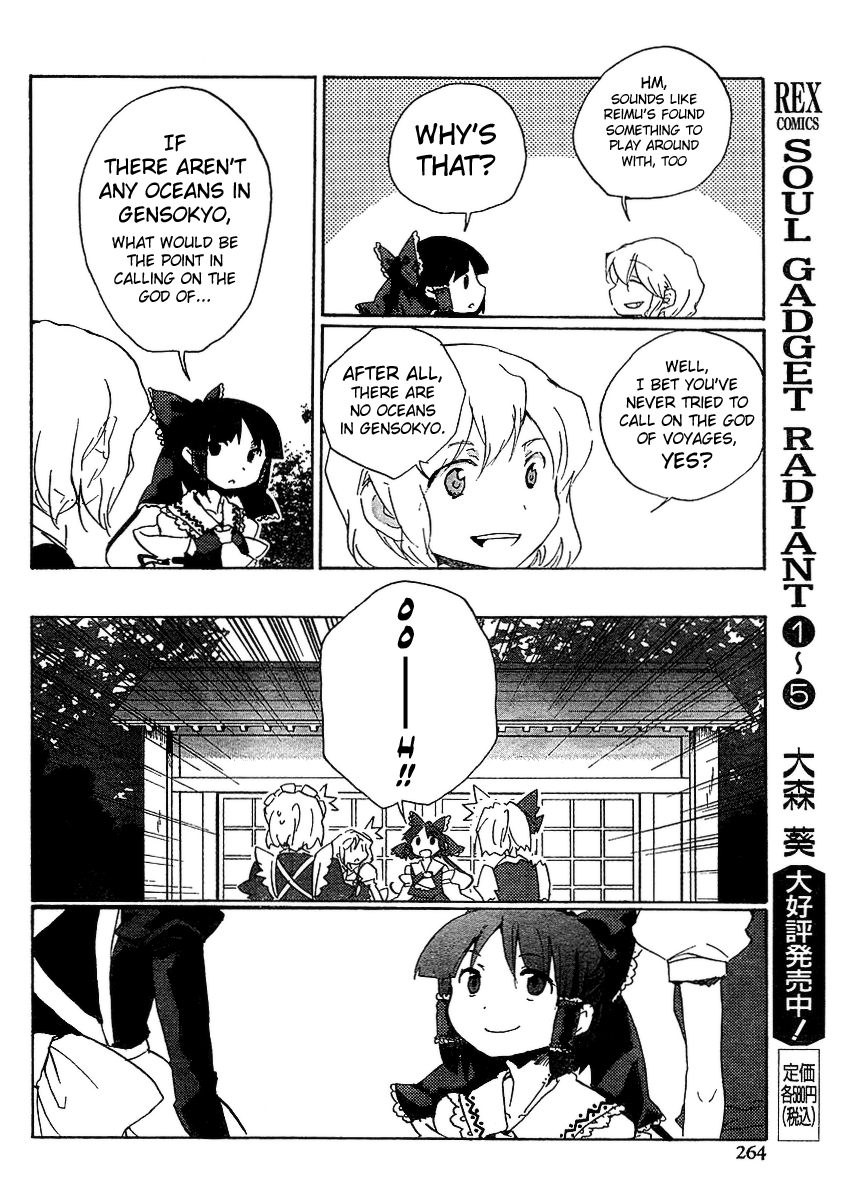 HM,
SOUNDS LIKE
REIMU'S FOUND
SOMETHING TO
PLAY AROUND
WITH, TOO
WHY'S
THAT?
WELL,
I BET YOU'VE
NEVER TRIED TO
CALL ON THE GOD
OF VOYAGES,
YES?
AFTER ALL,
THERE ARE
NO OCEANS
IN GENSOKYO.
IF
THERE AREN'T
ANY OCEANS IN
GENSOKYO,
WHAT WOULD BE
THE POINT IN
CALLING ON THE
GOD OF...
OO—H!!
REX
COMICS
SOUL GADGET RADIANT ❶〜❺
大森 葵
大好評発売中!
定価
各580円
(税込)
264